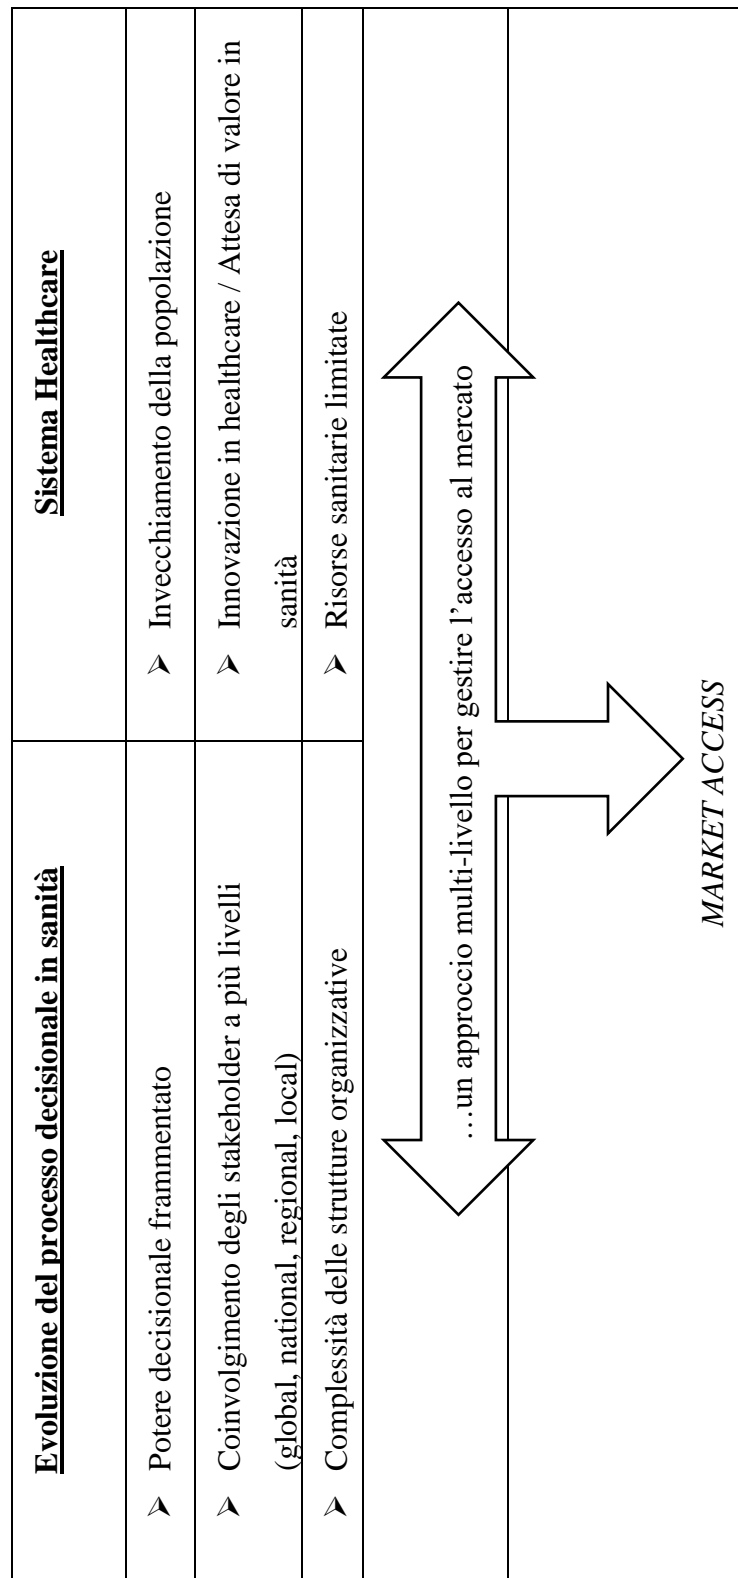 Evoluzione del processo decisionale in sanità
Sistema Healthcare
➢ Potere decisionale frammentato
➢ Invecchiamento della popolazione
➢ Coinvolgimento degli stakeholder a più livelli
(global, national, regional, local)
➢ Innovazione in healthcare / Attesa di valore in
sanità
➢ Complessità delle strutture organizzative
➢ Risorse sanitarie limitate
…un approccio multi-livello per gestire l’accesso al mercato
MARKET ACCESS